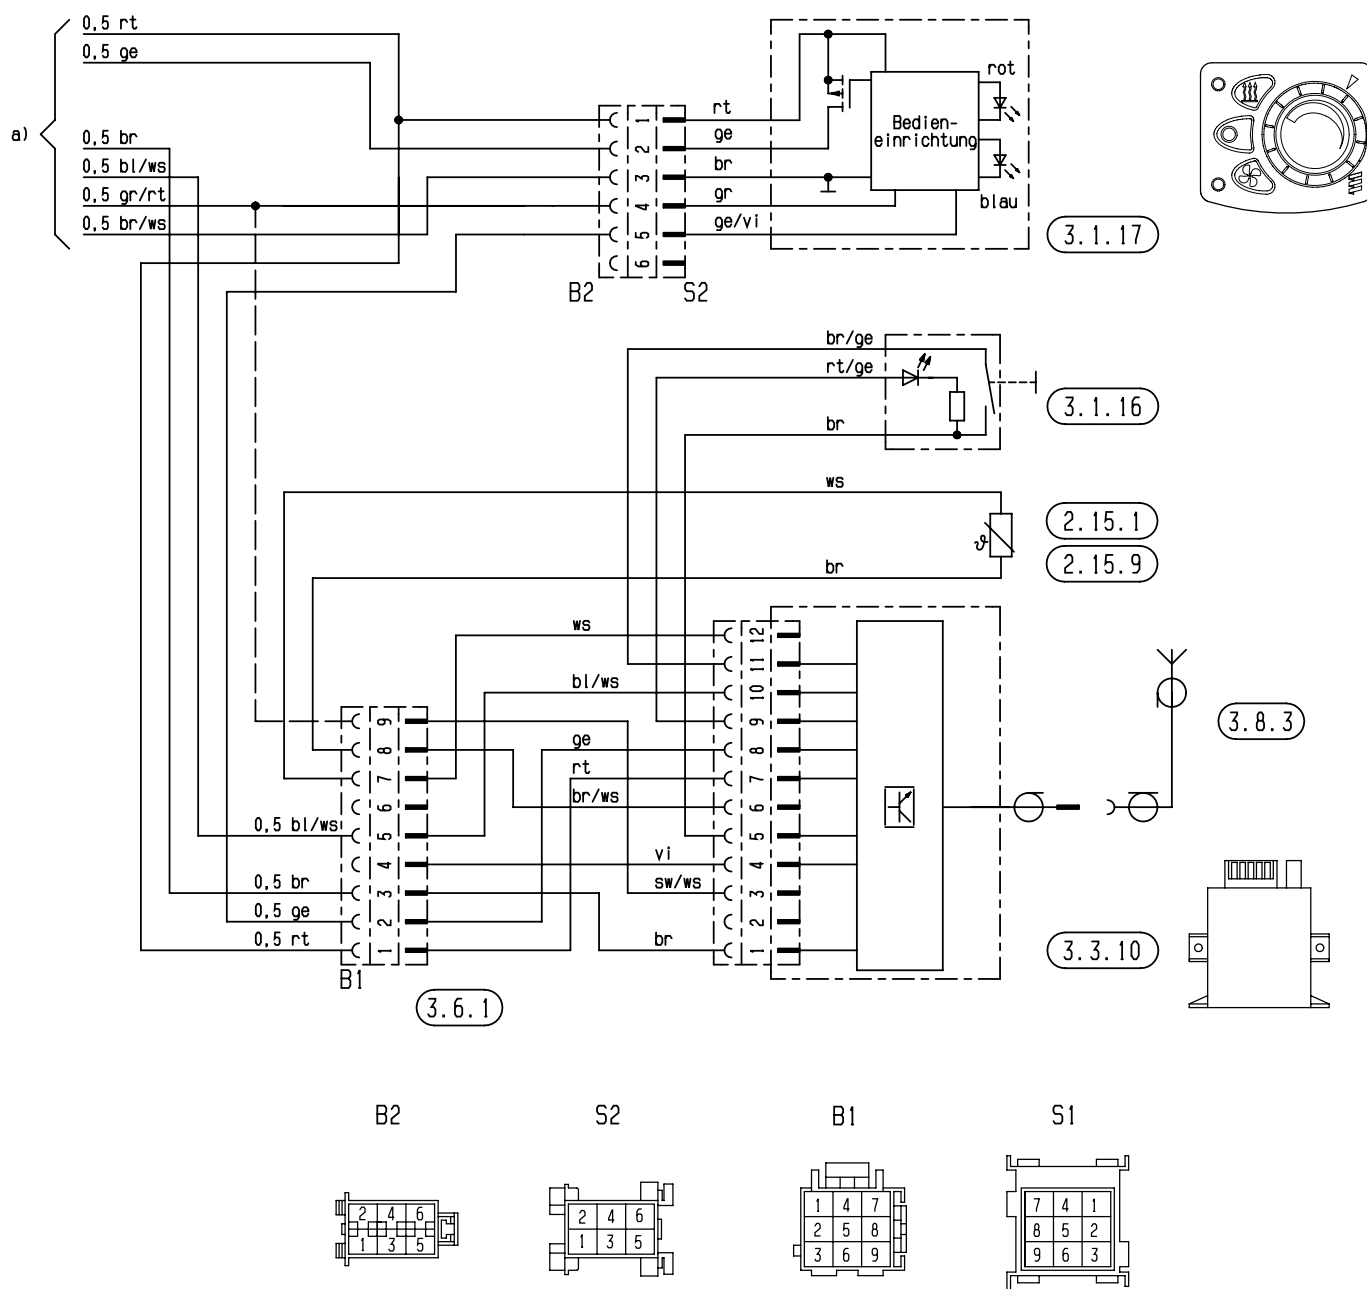 0,5 rt
0,5 ge
a)
0,5 br
0,5 bl/ws
0,5 gr/rt
0,5 br/ws
1
2
3
4
5
6
B2
S2
rt
ge
br
gr
ge/vi
Bedien-
einrichtung
rot
blau
3.1.17
br/ge
rt/ge
br
3.1.16
ws
br
ϑ
2.15.1
2.15.9
ws
bl/ws
ge
rt
br/ws
vi
sw/ws
br
12
11
10
9
8
7
6
5
4
3
2
1
3.8.3
3.3.10
9
8
7
6
5
4
3
2
1
0,5 bl/ws
0,5 br
0,5 ge
0,5 rt
B1
3.6.1
B2
S2
B1
S1
2 4 6
1 3 5
2 4 6
1 3 5
1 4 7
2 5 8
3 6 9
7 4 1
8 5 2
9 6 3